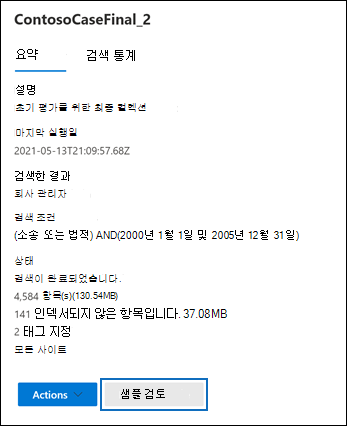 ContosoCaseFinal_2
요약 검색 통계
설명
초기 평가를 위한 최종 컬렉션
마지막 실행일
2021-05-13T21:09:57.68Z
검색한 결과
회사 관리자
검색 조건
(소송 또는 법적) AND(2000년 1월 1일 및 2005년 12월 31일)
상태
검색이 완료되었습니다.
4,584 항목(s)(130.54MB)
141 인덱서되지 않은 항목입니다. 37.08MB
2 태그 지정
모든 사이트
Actions 샘플 검토